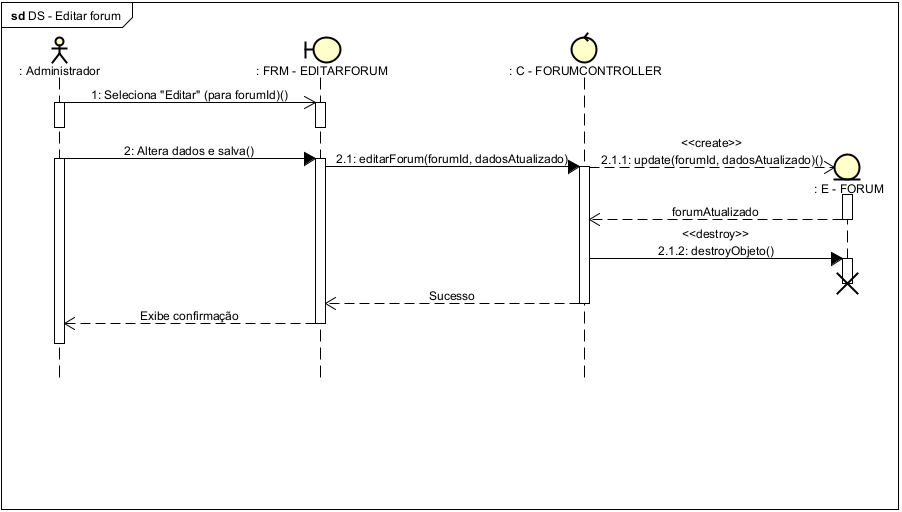 sd DS - Editar forum
: Administrador
: FRM - EDITARFORUM
: C - FORUMCONTROLLER
1: Seleciona "Editar" (para forumId)()
2: Altera dados e salva()
2.1: editarForum(forumId, dadosAtualizado)
<<create>>
2.1.1: update(forumId, dadosAtualizado)()
: E - FORUM
forumAtualizado
<<destroy>>
2.1.2: destroyObjeto()
Sucesso
Exibe confirmação